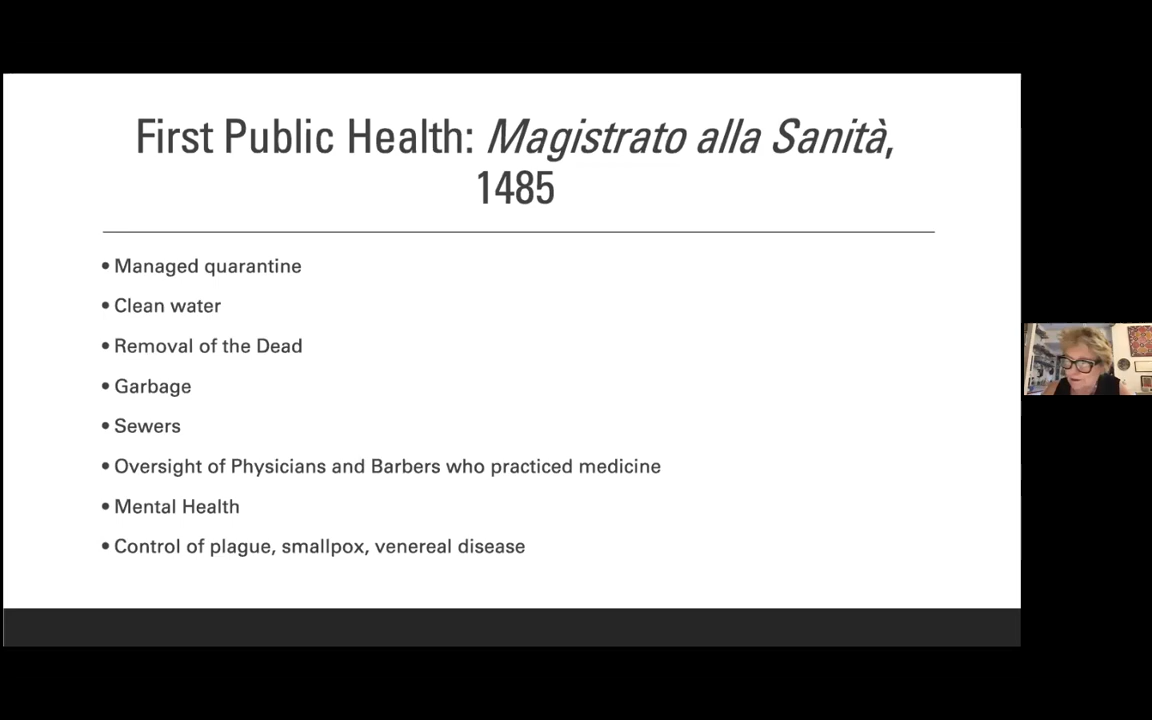 First Public Health: Magistrato alla Sanità,
1485
• Managed quarantine
• Clean water
• Removal of the Dead
• Garbage
• Sewers
• Oversight of Physicians and Barbers who practiced medicine
• Mental Health
• Control of plague, smallpox, venereal disease